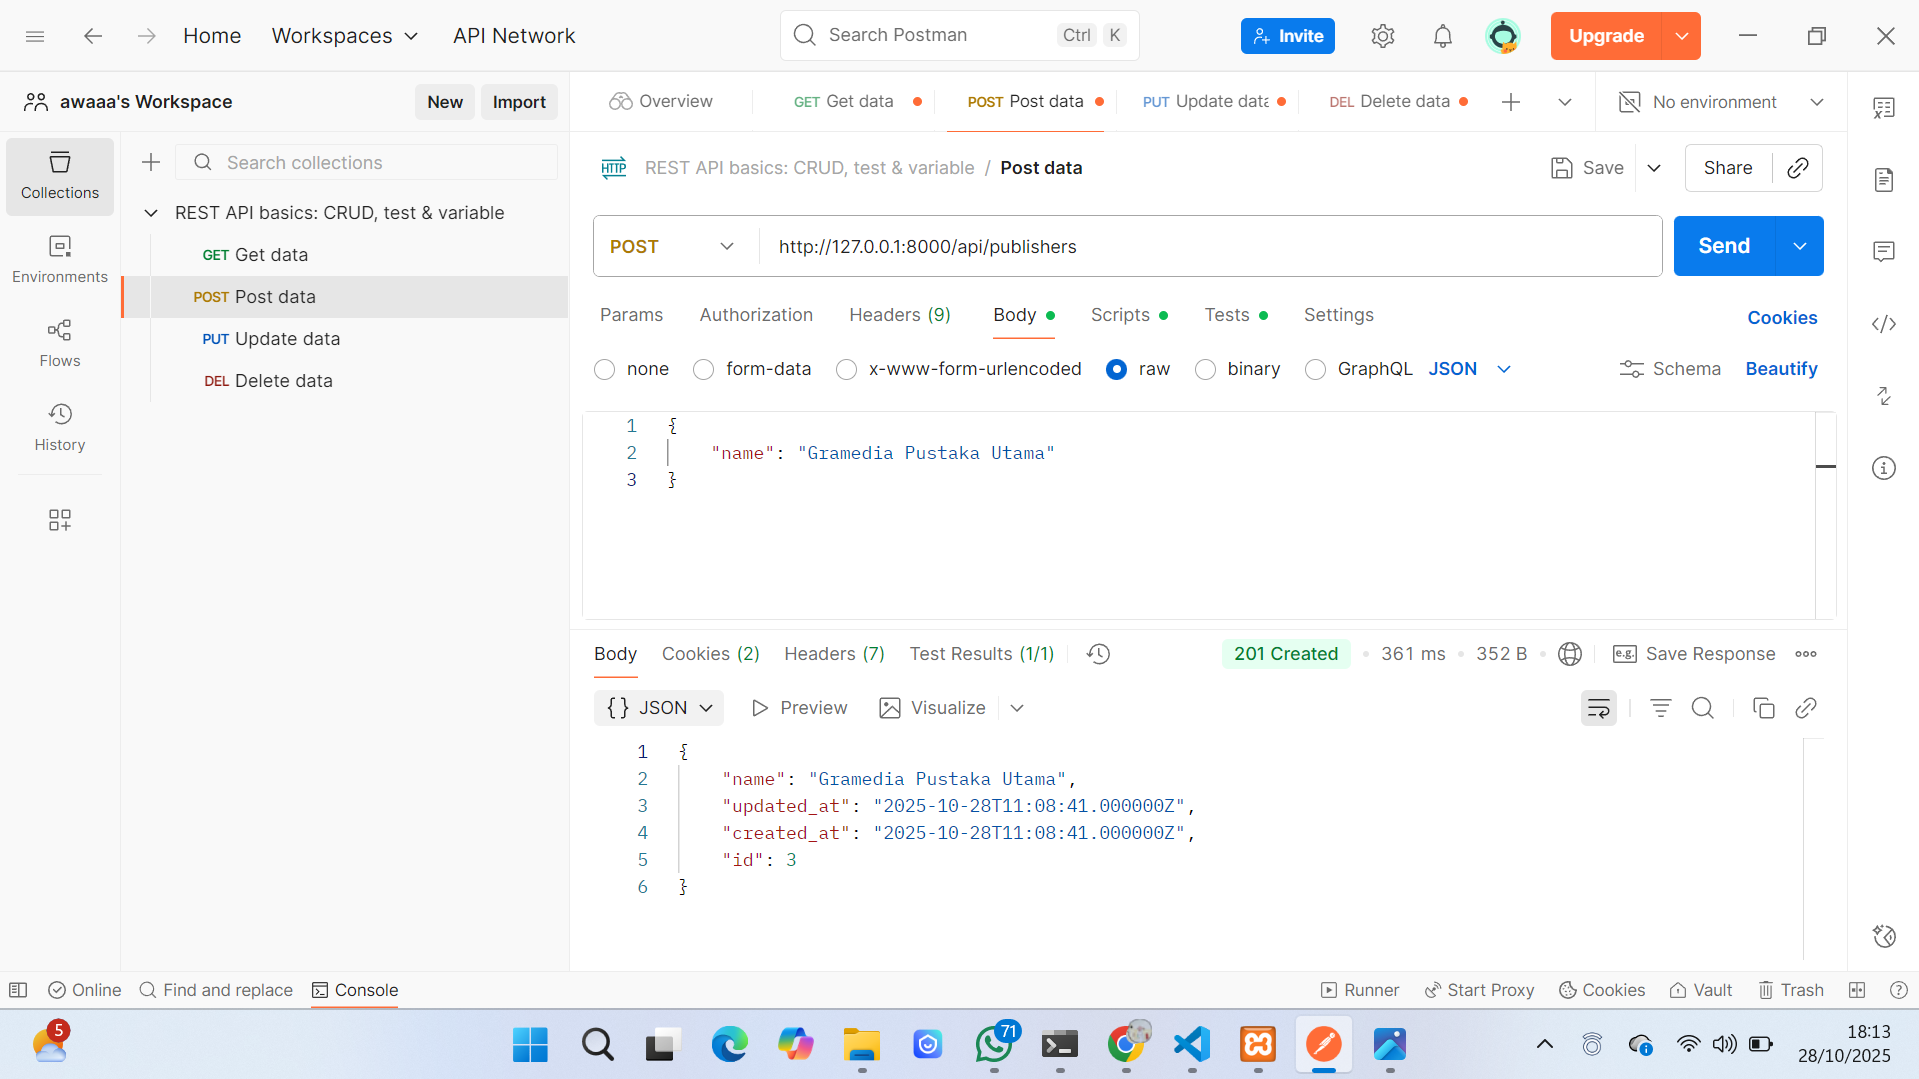 Home Workspaces API Network Search Postman Ctrl K Invite Upgrade
awaaa's Workspace New Import Overview GET Get data POST Post data PUT Update data DEL Delete data No environment
Collections
Environments
Flows
History
Search collections
REST API basics: CRUD, test & variable
GET Get data
POST Post data
PUT Update data
DEL Delete data
HTTP REST API basics: CRUD, test & variable / Post data Save Share
POST http://127.0.0.1:8000/api/publishers Send
Params Authorization Headers (9) Body Scripts Tests Settings Cookies
none form-data x-www-form-urlencoded raw binary GraphQL JSON Schema Beautify
1 {
2 "name": "Gramedia Pustaka Utama"
3 }
Body Cookies (2) Headers (7) Test Results (1/1) 201 Created • 361 ms • 352 B e.g. Save Response
{} JSON Preview Visualize
1 {
2 "name": "Gramedia Pustaka Utama",
3 "updated_at": "2025-10-28T11:08:41.000000Z",
4 "created_at": "2025-10-28T11:08:41.000000Z",
5 "id": 3
6 }
Online Find and replace Console Runner Start Proxy Cookies Vault Trash
5 71 18:13
28/10/2025